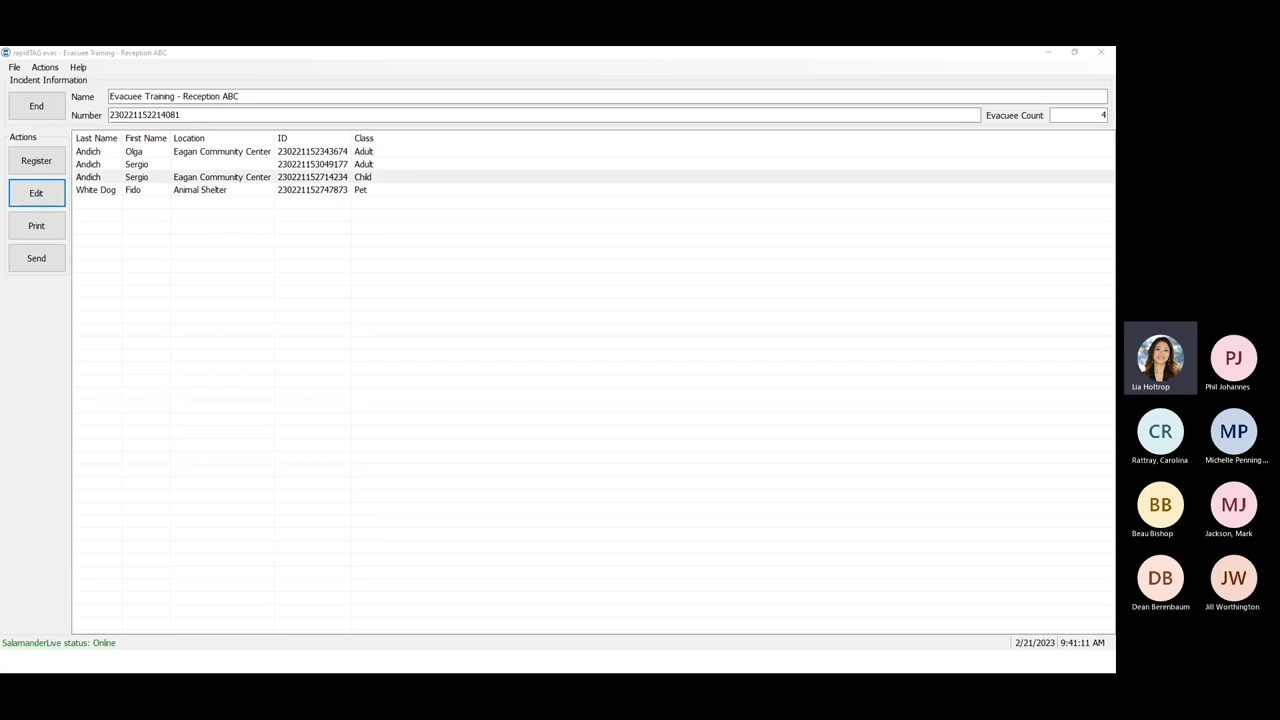 rapidTAG evac - Evacuee Training - Reception ABC
File Actions Help
Incident Information
End
Name Evacuee Training - Reception ABC
Number 230221152214081 Evacuee Count 4
Actions
Register
Edit
Print
Send
Last Name First Name Location ID Class
Andich Olga Eagan Community Center 230221152343674 Adult
Andich Sergio 230221153049177 Adult
Andich Sergio Eagan Community Center 230221152714234 Child
White Dog Fido Animal Shelter 230221152747873 Pet
SalamanderLive status: Online 2/21/2023 9:41:11 AM
Lia Holtrop
PJ
Phil Johannes
CR
Rattray, Carolina
MP
Michelle Penning...
BB
Beau Bishop
MJ
Jackson, Mark
DB
Dean Berenbaum
JW
Jill Worthington